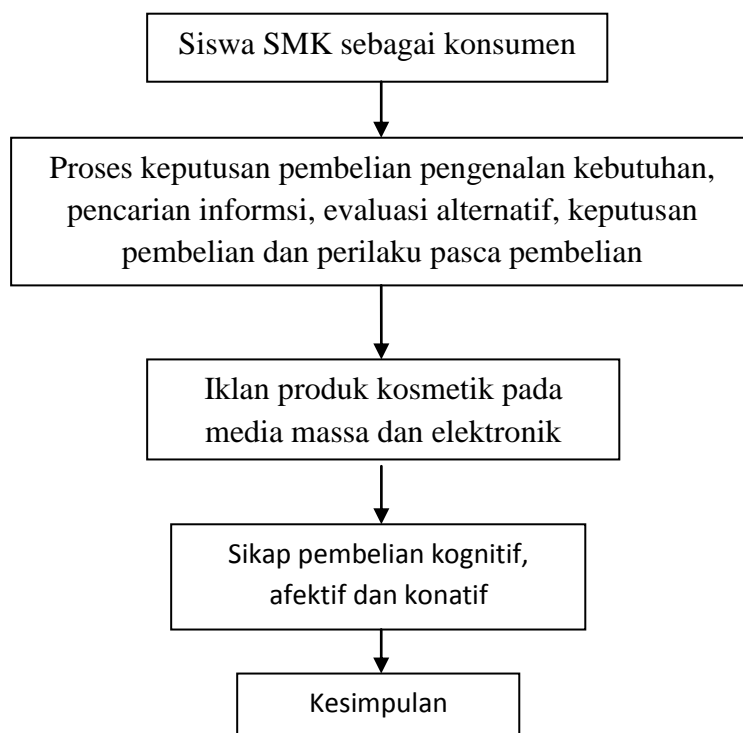 Siswa SMK sebagai konsumen
Proses keputusan pembelian pengenalan kebutuhan,
pencarian informsi, evaluasi alternatif, keputusan
pembelian dan perilaku pasca pembelian
Iklan produk kosmetik pada
media massa dan elektronik
Sikap pembelian kognitif,
afektif dan konatif
Kesimpulan